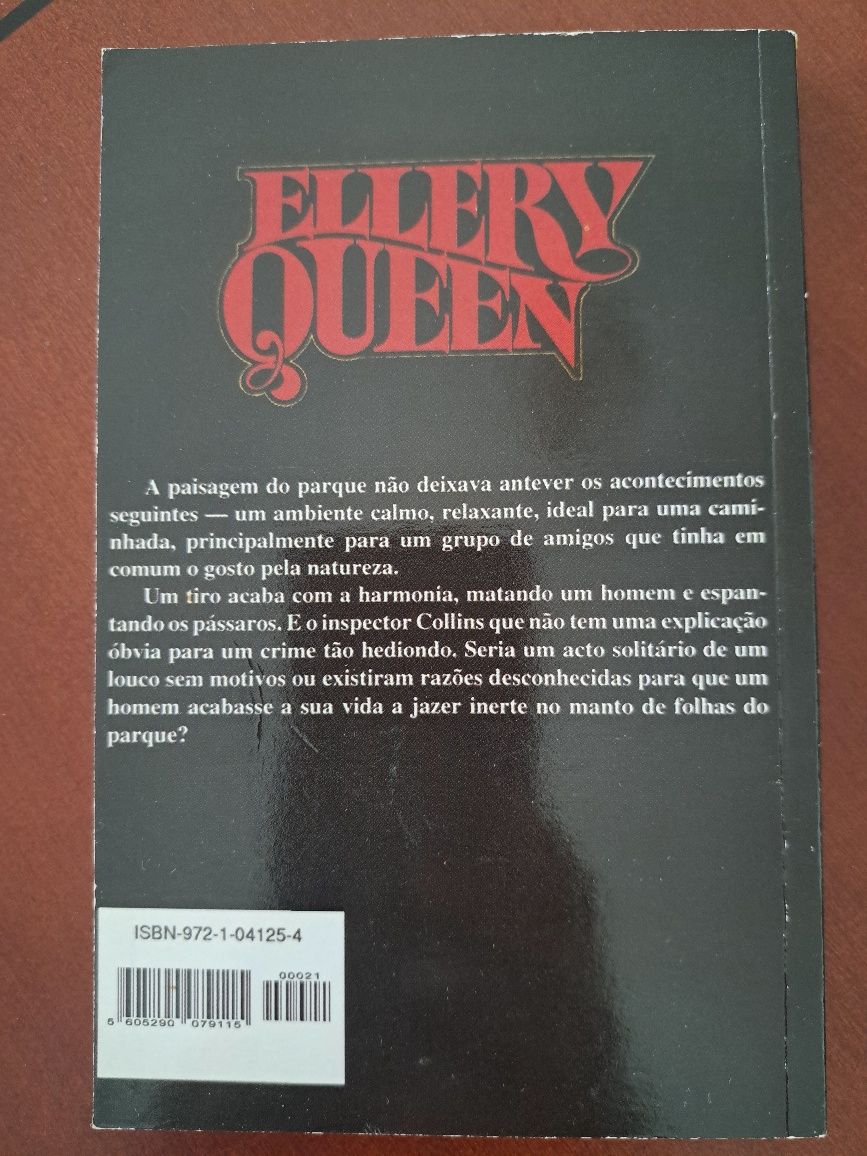 ELLERY
QUEEN
A paisagem do parque não deixava antever os acontecimentos
seguintes — um ambiente calmo, relaxante, ideal para uma cami-
nhada, principalmente para um grupo de amigos que tinha em
comum o gosto pela natureza.
Um tiro acaba com a harmonia, matando um homem e espan-
tando os pássaros. E o inspector Collins que não tem uma explicação
óbvia para um crime tão hediondo. Seria um acto solitário de um
louco sem motivos ou existiram razões desconhecidas para que um
homem acabasse a sua vida a jazer inerte no manto de folhas do
parque?
ISBN-972-1-04125-4
00021
5 605290 079115